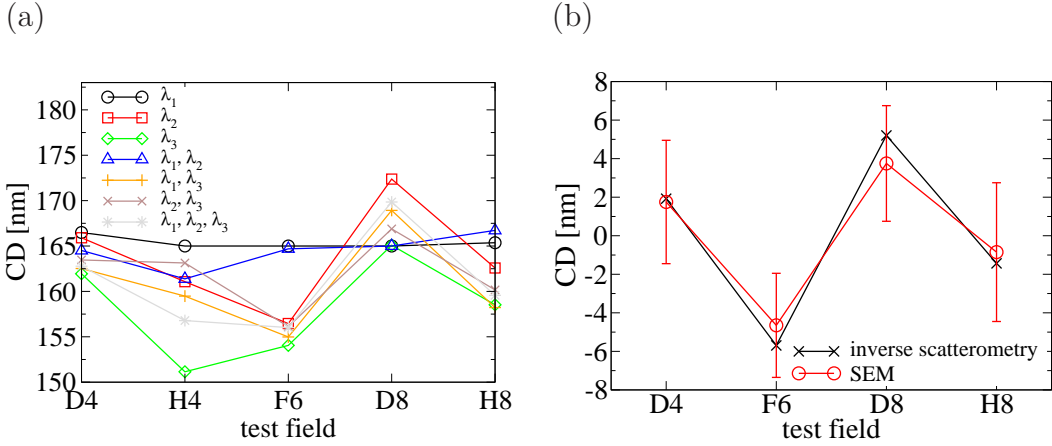 (a)
(b)
180
175
170
165
160
155
150
CD [nm]
λ1
λ2
λ3
λ1, λ2
λ1, λ3
λ2, λ3
λ1, λ2, λ3
D4 H4 F6 D8 H8
test field
8
6
4
2
0
-2
-4
-6
-8
CD [nm]
inverse scatterometry
SEM
D4 F6 D8 H8
test field